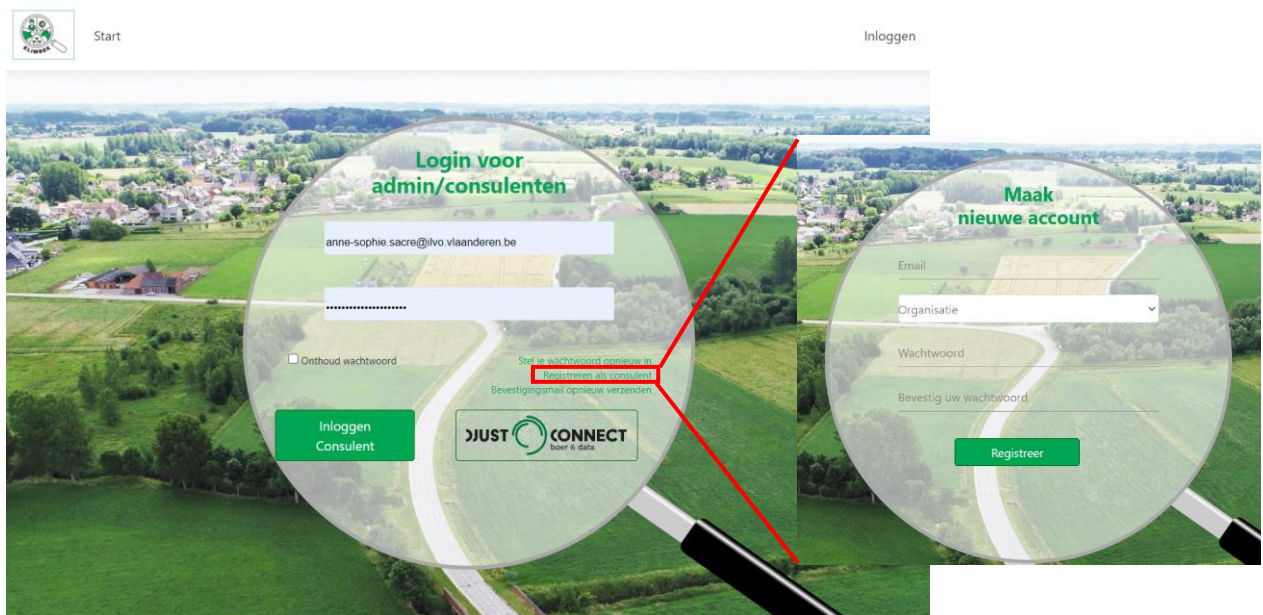 KLIMREK
Start
Inloggen
Login voor
admin/consulenten
anne-sophie.sacre@ilvo.vlaanderen.be
Onthoud wachtwoord
Stel je wachtwoord opnieuw in
Registreren als consulent
Bevestigingsmail opnieuw verzenden
Inloggen
Consulent
DJUST CONNECT
boer & data
Maak
nieuwe account
Email
Organisatie
Wachtwoord
Bevestig uw wachtwoord
Registreer